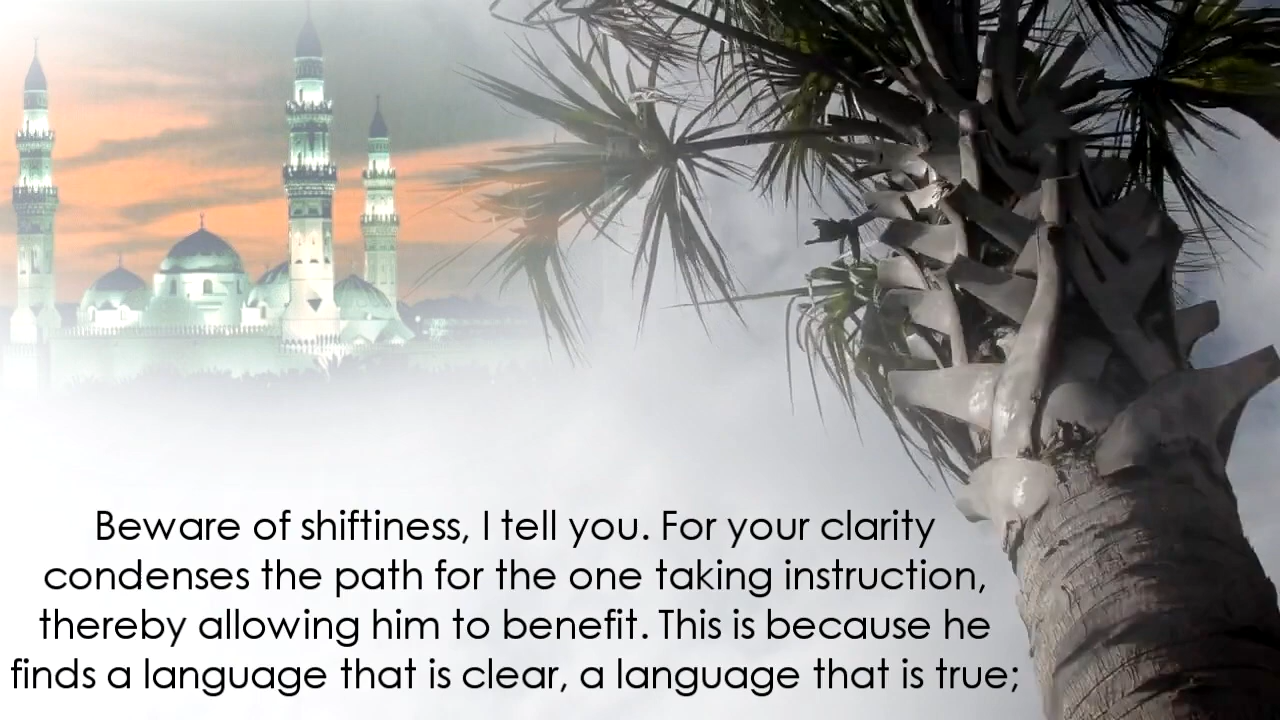 Beware of shiftiness, I tell you. For your clarity
condenses the path for the one taking instruction,
thereby allowing him to benefit. This is because he
finds a language that is clear, a language that is true;